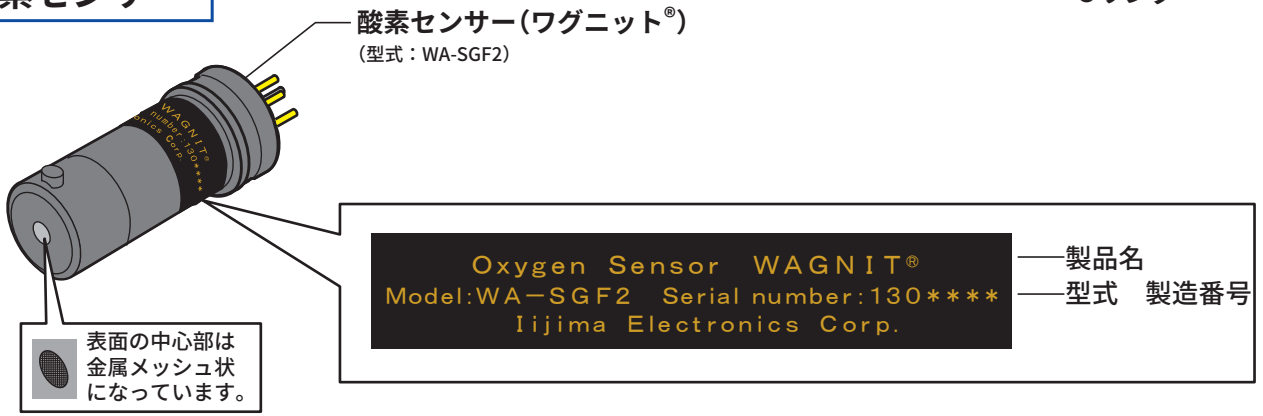 素センサー
酸素センサー（ワグニット®）
（型式：WA-SGF2）
WAGNIT®
number:130****
onics Corp.
Oxygen Sensor WAGNIT®
Model:WA－SGF2 Serial number:130****
Iijima Electronics Corp.
製品名
型式　製造番号
表面の中心部は
金属メッシュ状
になっています。